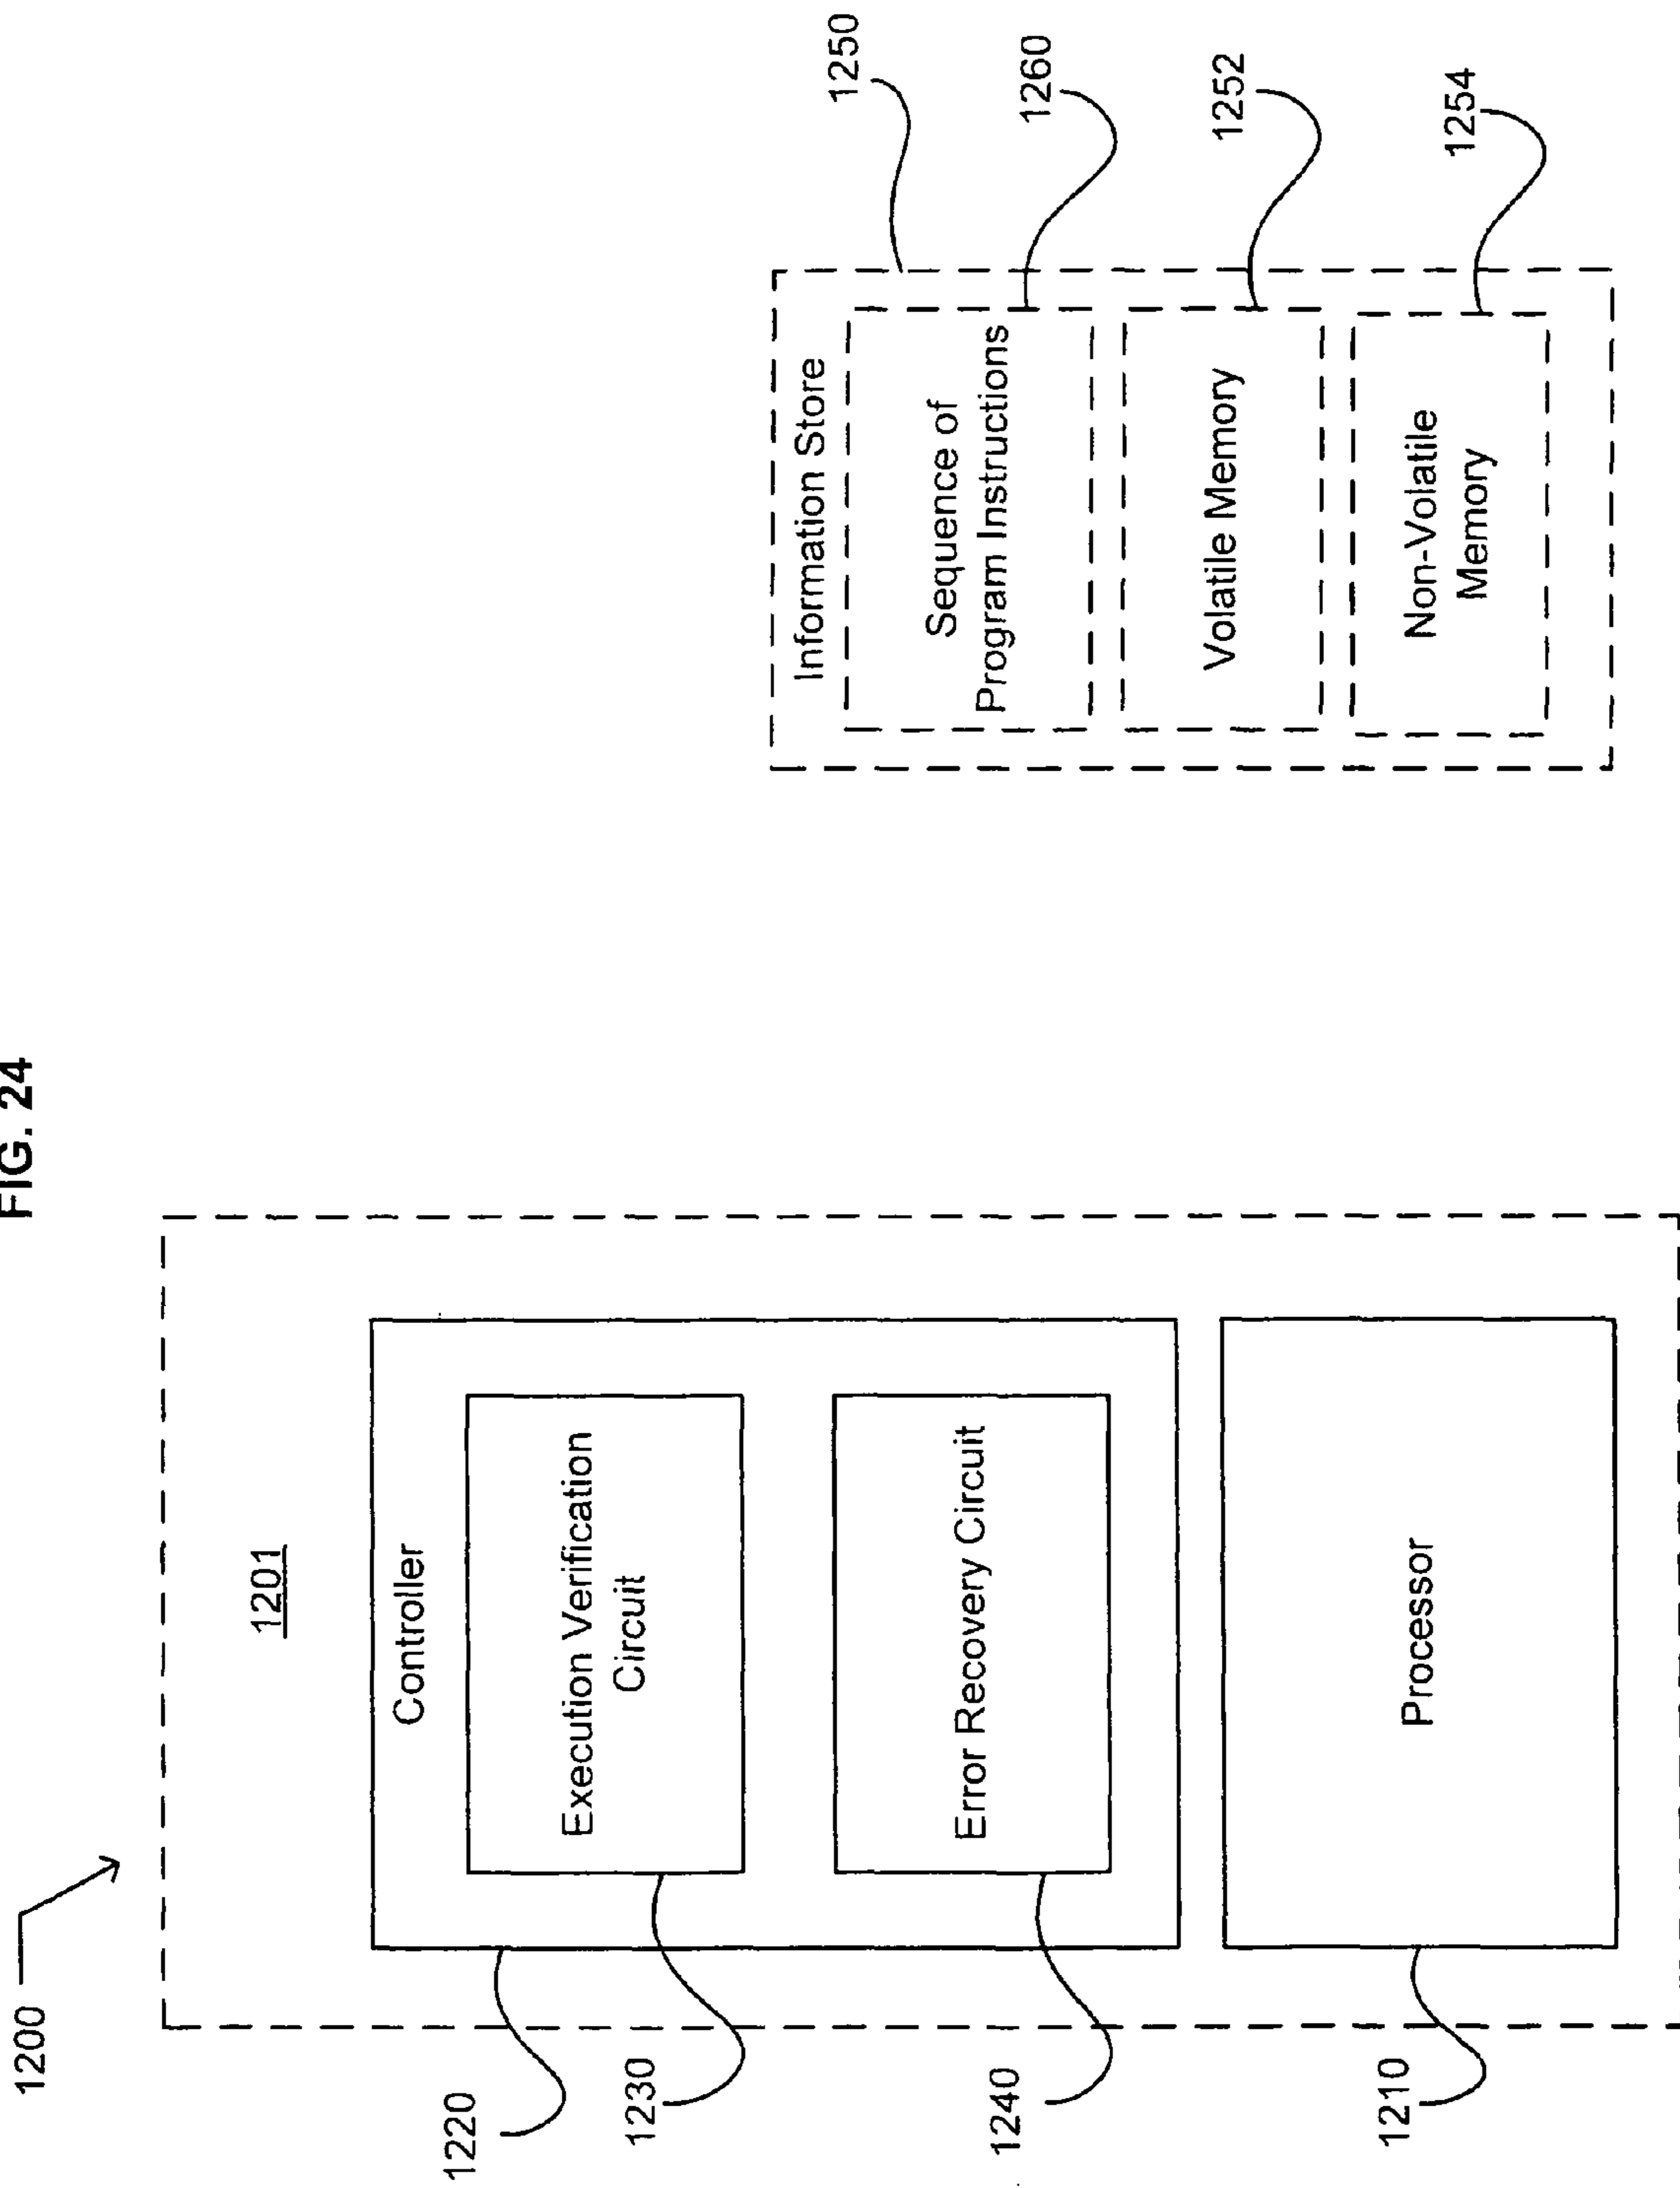 FIG. 24
1200
1201
Controller
Execution Verification
Circuit
Error Recovery Circuit
Processor
1220
1230
1240
1210
Information Store
Sequence of
Program Instructions
Volatile Memory
Non-Volatile
Memory
1250
1260
1252
1254